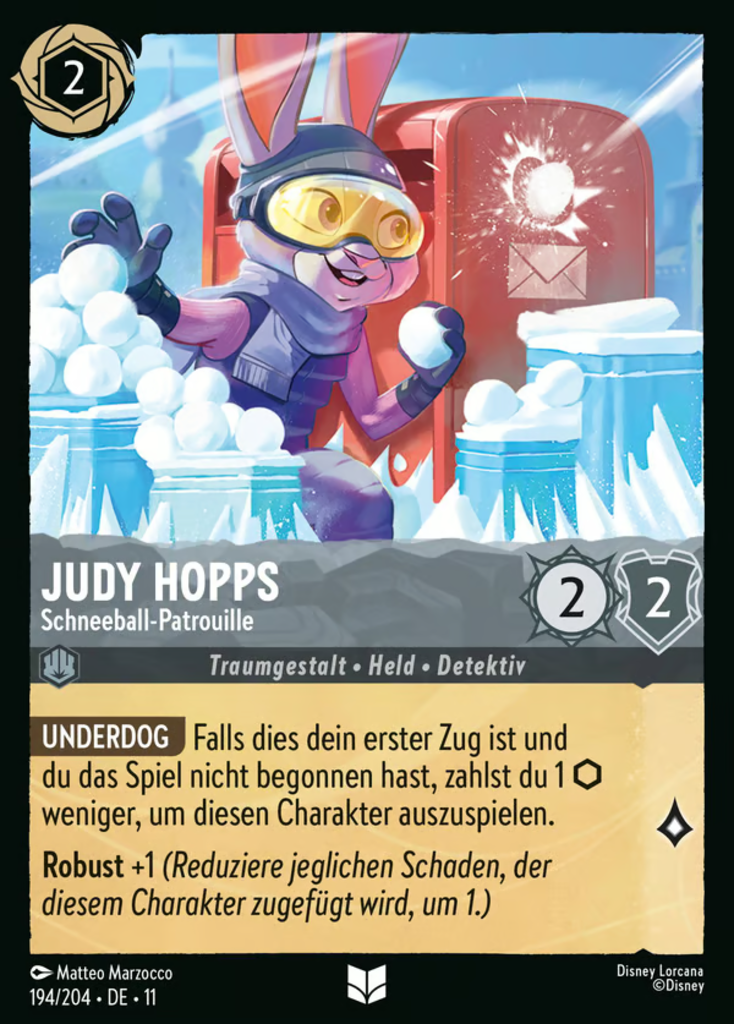 2
JUDY HOPPS
Schneeball-Patrouille
2 2
Traumgestalt • Held • Detektiv
UNDERDOG Falls dies dein erster Zug ist und
du das Spiel nicht begonnen hast, zahlst du 1 ⬡
weniger, um diesen Charakter auszuspielen.
Robust +1 (Reduziere jeglichen Schaden, der
diesem Charakter zugefügt wird, um 1.)
Matteo Marzocco
194/204 • DE • 11
Disney Lorcana
©Disney